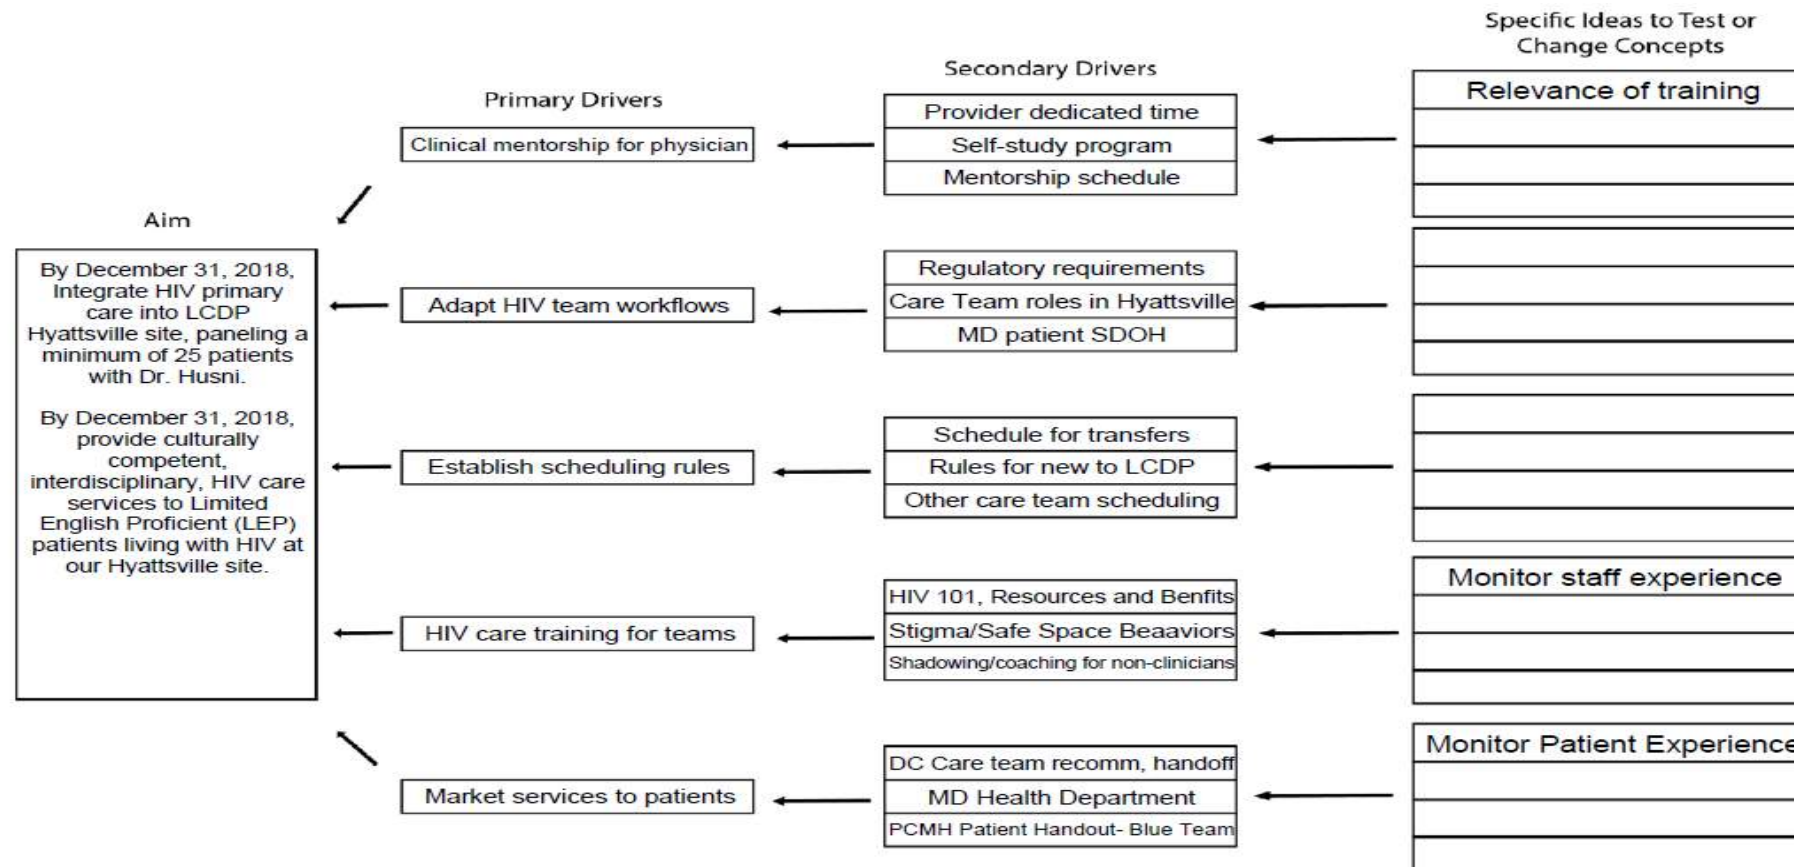 Specific Ideas to Test or
Change Concepts
Secondary Drivers
Primary Drivers
Aim
By December 31, 2018,
Integrate HIV primary
care into LCDP
Hyattsville site, paneling a
minimum of 25 patients
with Dr. Husni.
By December 31, 2018,
provide culturally
competent,
interdisciplinary, HIV care
services to Limited
English Proficient (LEP)
patients living with HIV at
our Hyattsville site.
Clinical mentorship for physician
Provider dedicated time
Self-study program
Mentorship schedule
Relevance of training
Adapt HIV team workflows
Regulatory requirements
Care Team roles in Hyattsville
MD patient SDOH
Establish scheduling rules
Schedule for transfers
Rules for new to LCDP
Other care team scheduling
HIV care training for teams
HIV 101, Resources and Benfits
Stigma/Safe Space Beaaviors
Shadowing/coaching for non-clinicians
Monitor staff experience
Market services to patients
DC Care team recomm, handoff
MD Health Department
PCMH Patient Handout- Blue Team
Monitor Patient Experience